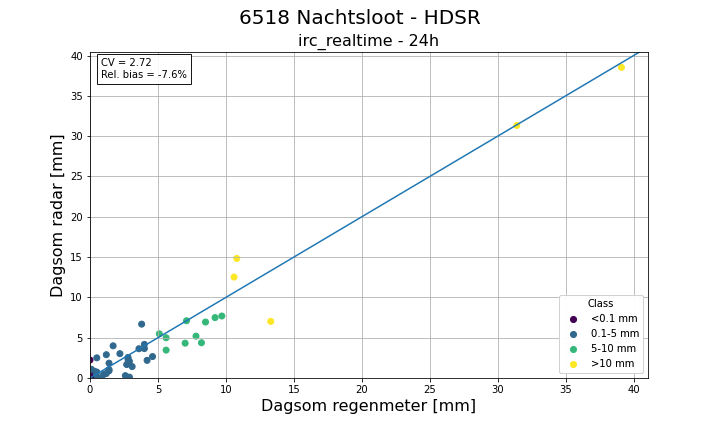 6518 Nachtsloot - HDSR
irc_realtime - 24h
CV = 2.72
Rel. bias = -7.6%
Dagsom radar [mm]
40
35
30
25
20
15
10
5
0
0 5 10 15 20 25 30 35 40
Dagsom regenmeter [mm]
Class
<0.1 mm
0.1-5 mm
5-10 mm
>10 mm